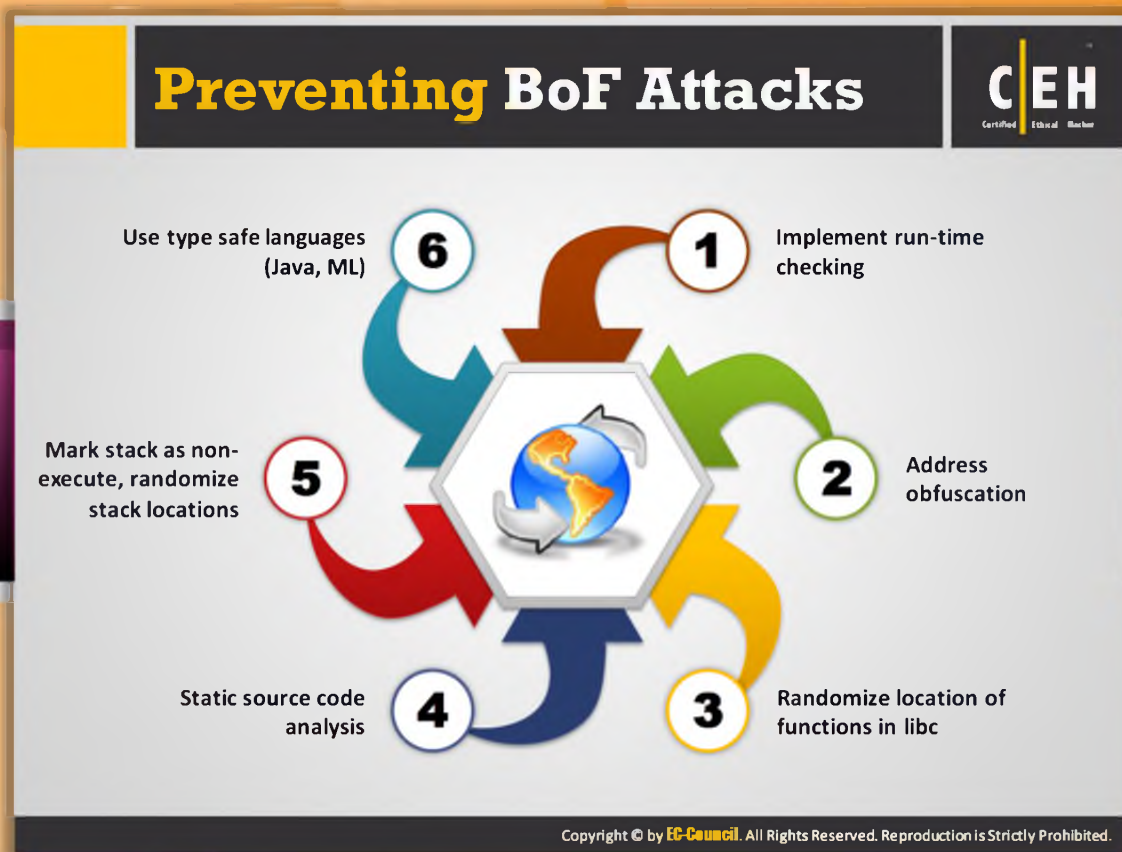 Preventing BoF Attacks
C EH
Certified Ethical Hacker
6
Use type safe languages
(Java, ML)
1
Implement run-time
checking
5
Mark stack as non-
execute, randomize
stack locations
2
Address
obfuscation
4
Static source code
analysis
3
Randomize location of
functions in libc
Copyright © by EC-Council. All Rights Reserved. Reproduction is Strictly Prohibited.